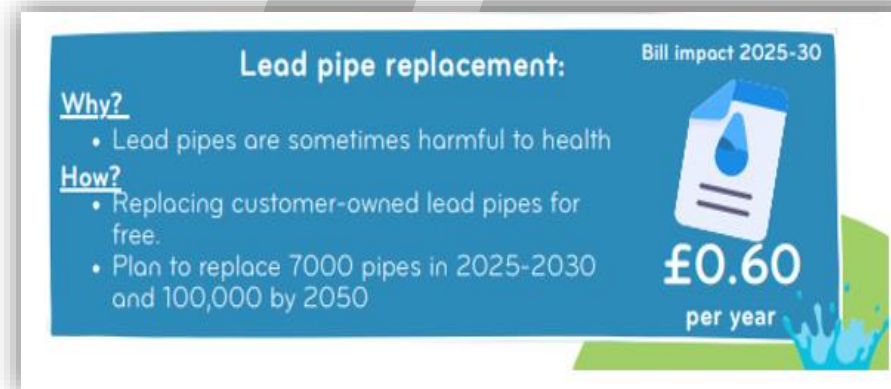 Lead pipe replacement:
Bill impact 2025-30
Why?
• Lead pipes are sometimes harmful to health
How?
• Replacing customer-owned lead pipes for
free.
• Plan to replace 7000 pipes in 2025-2030
and 100,000 by 2050
£0.60
per year